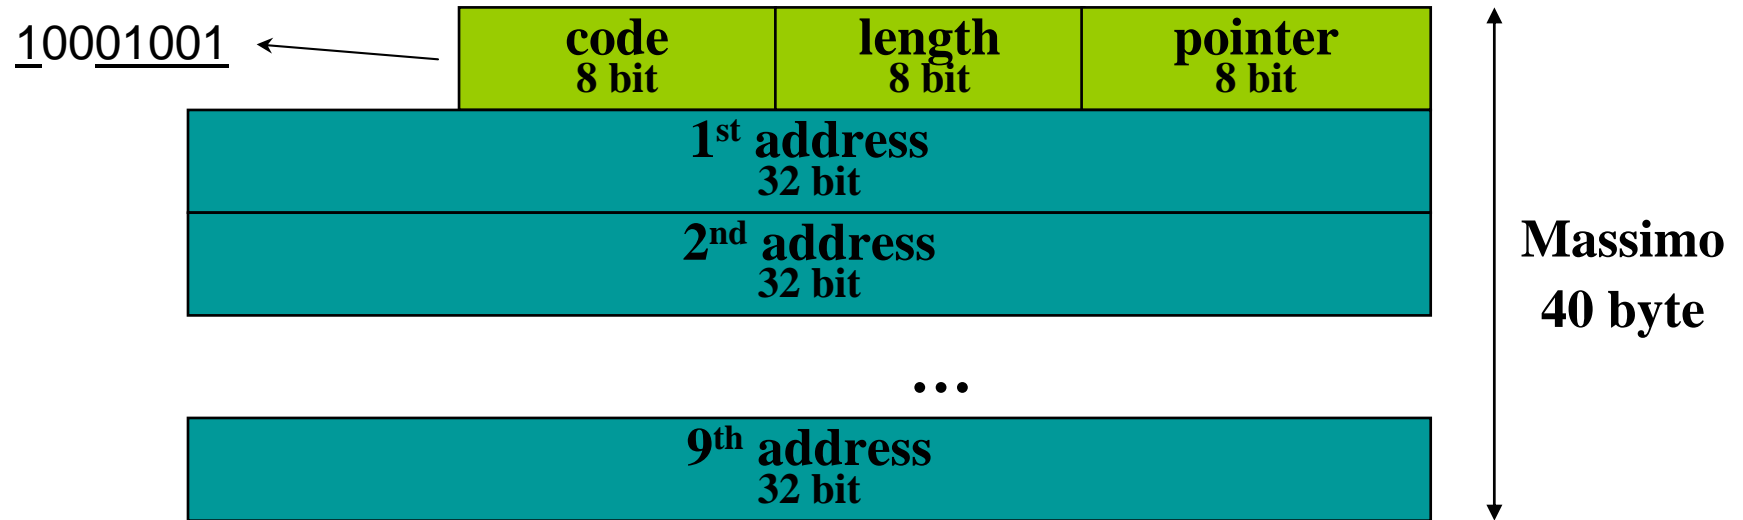 10001001
code length pointer
8 bit 8 bit 8 bit
1st address
32 bit
2nd address
32 bit
Massimo
40 byte
...
9th address
32 bit